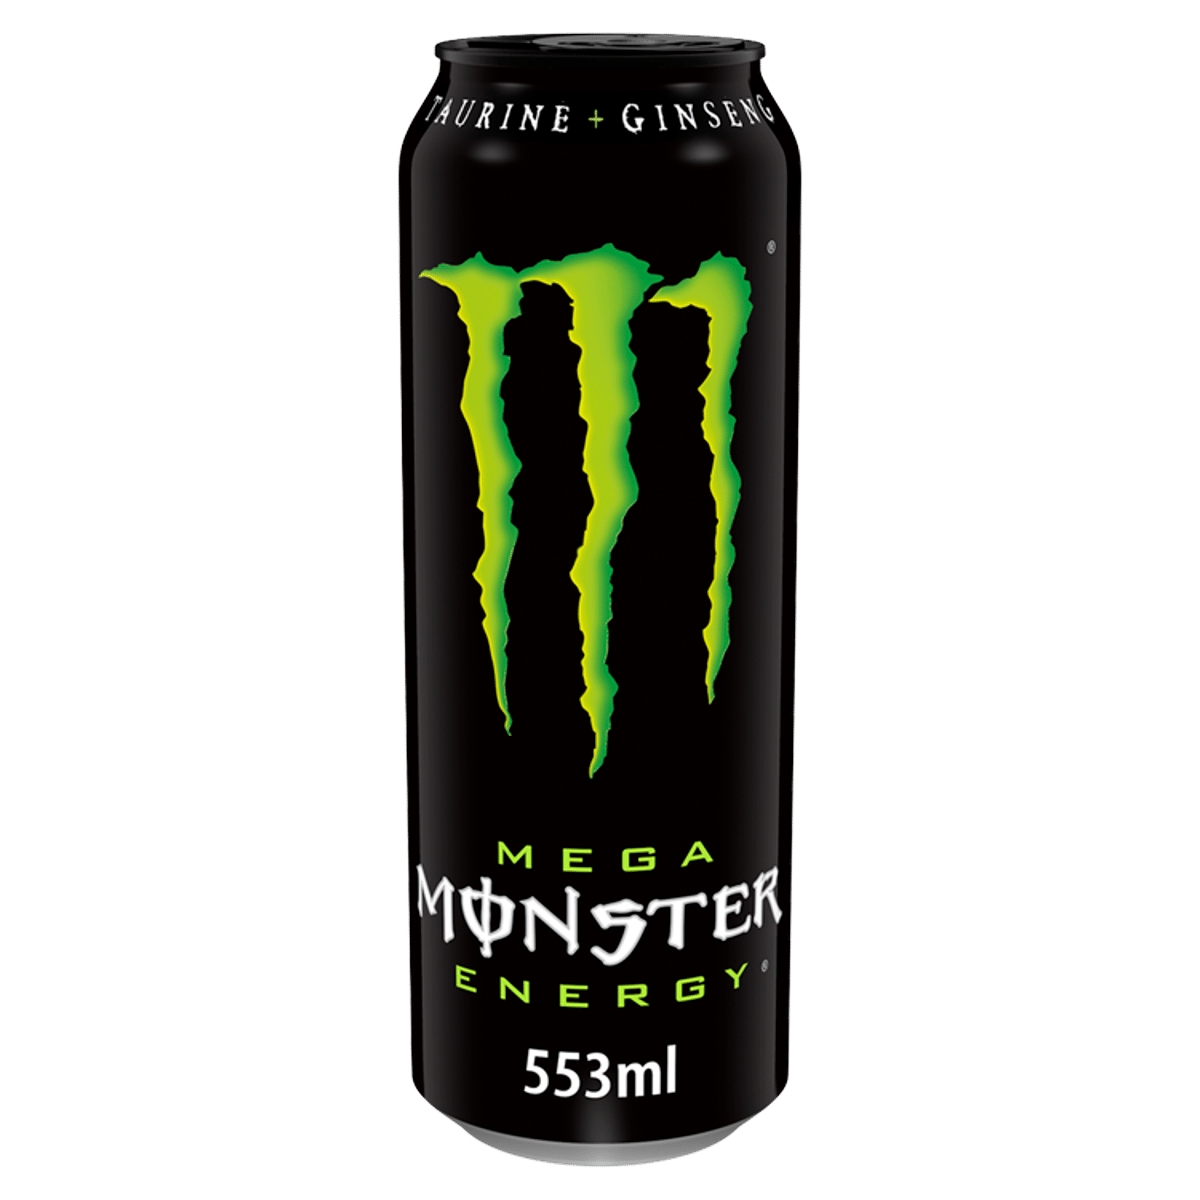 TAURINE + GINSENG
®
MEGA
MONSTER
ENERGY®
553ml